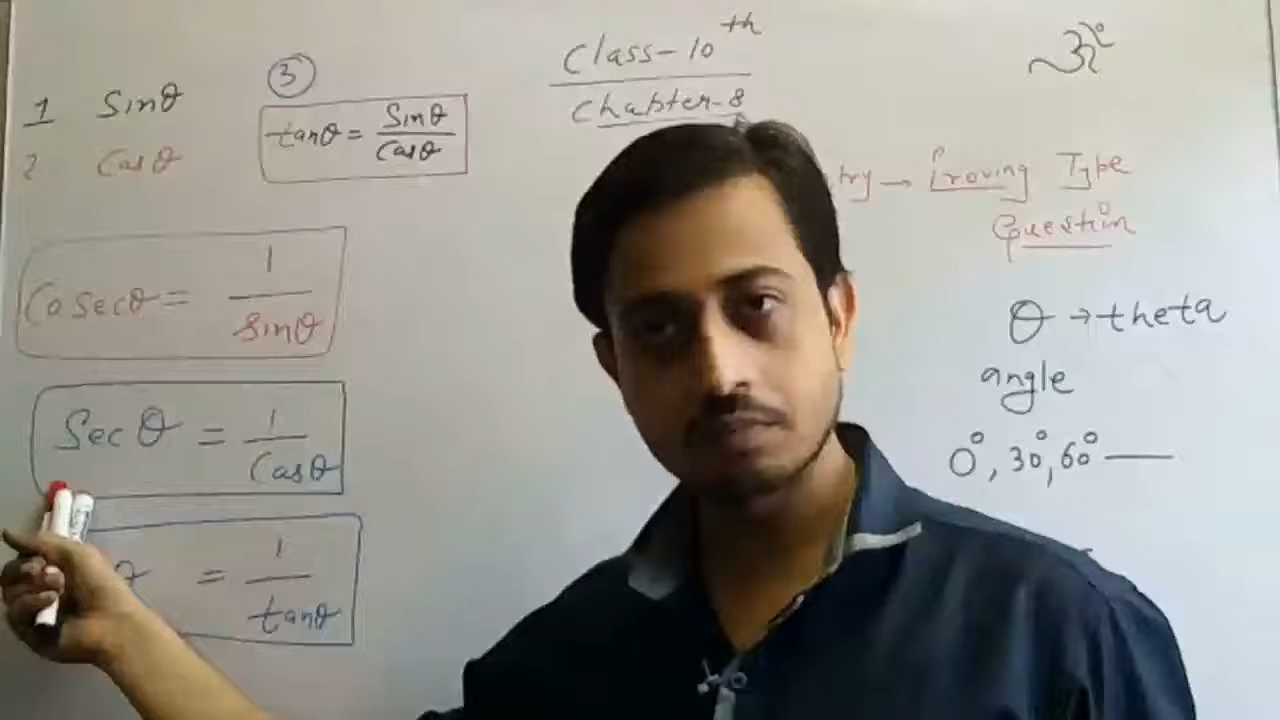 Class-10th
Chapter-8
ॐ
1 Sinθ
2 Cosθ
③
tanθ = Sinθ
Cosθ
try → Proving Type
Question
Cosecθ = 1
sinθ
θ → theta
angle
0°, 30°, 60°
Secθ = 1
Cosθ
θ = 1
tanθ